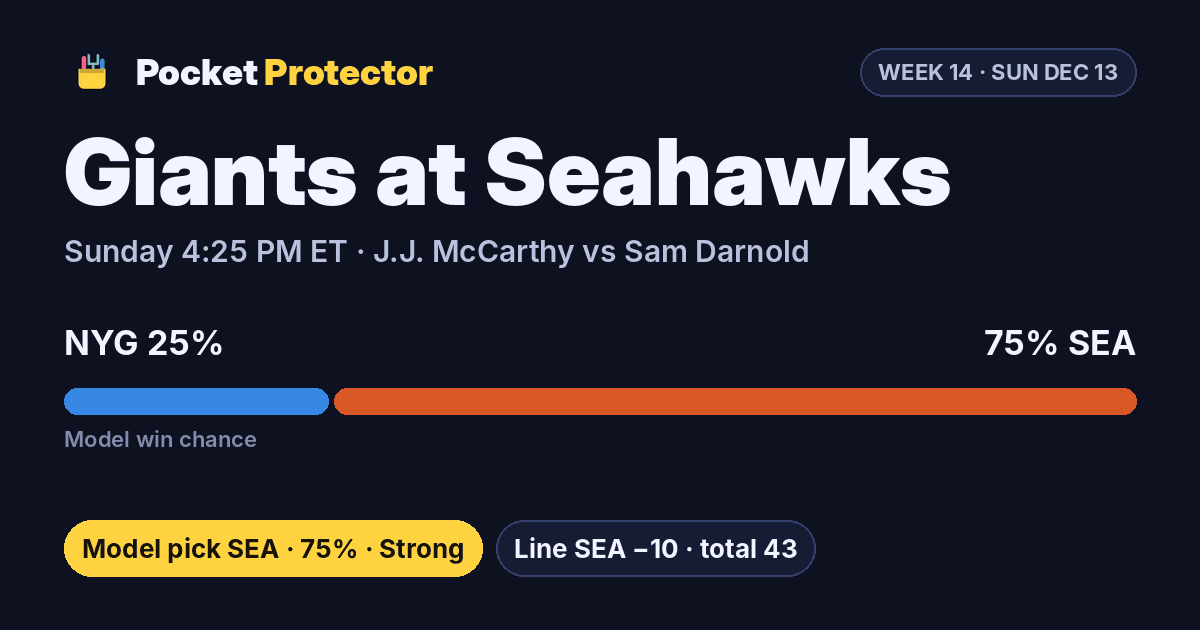 Pocket Protector
WEEK 14 · SUN DEC 13
Giants at Seahawks
Sunday 4:25 PM ET · J.J. McCarthy vs Sam Darnold
NYG 25%
75% SEA
Model win chance
Model pick SEA · 75% · Strong
Line SEA −10 · total 43